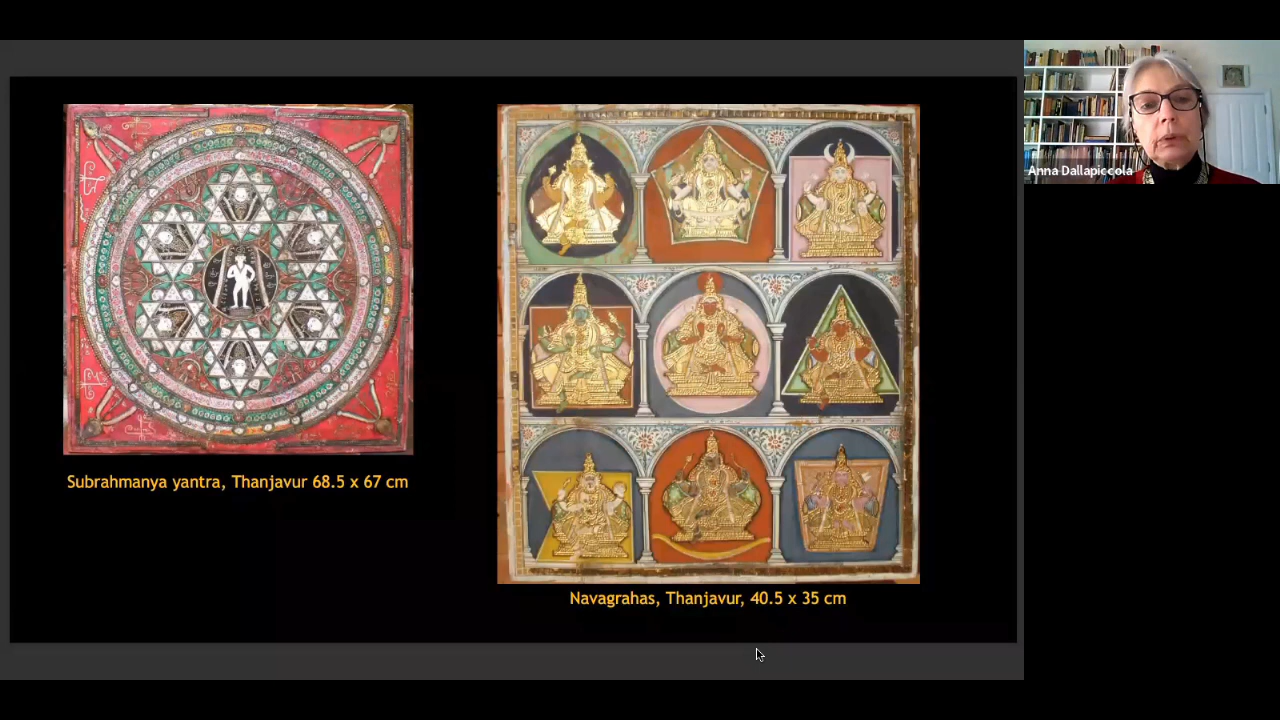 Subrahmanya yantra, Thanjavur 68.5 x 67 cm
Navagrahas, Thanjavur, 40.5 x 35 cm
Anna Dallapiccola